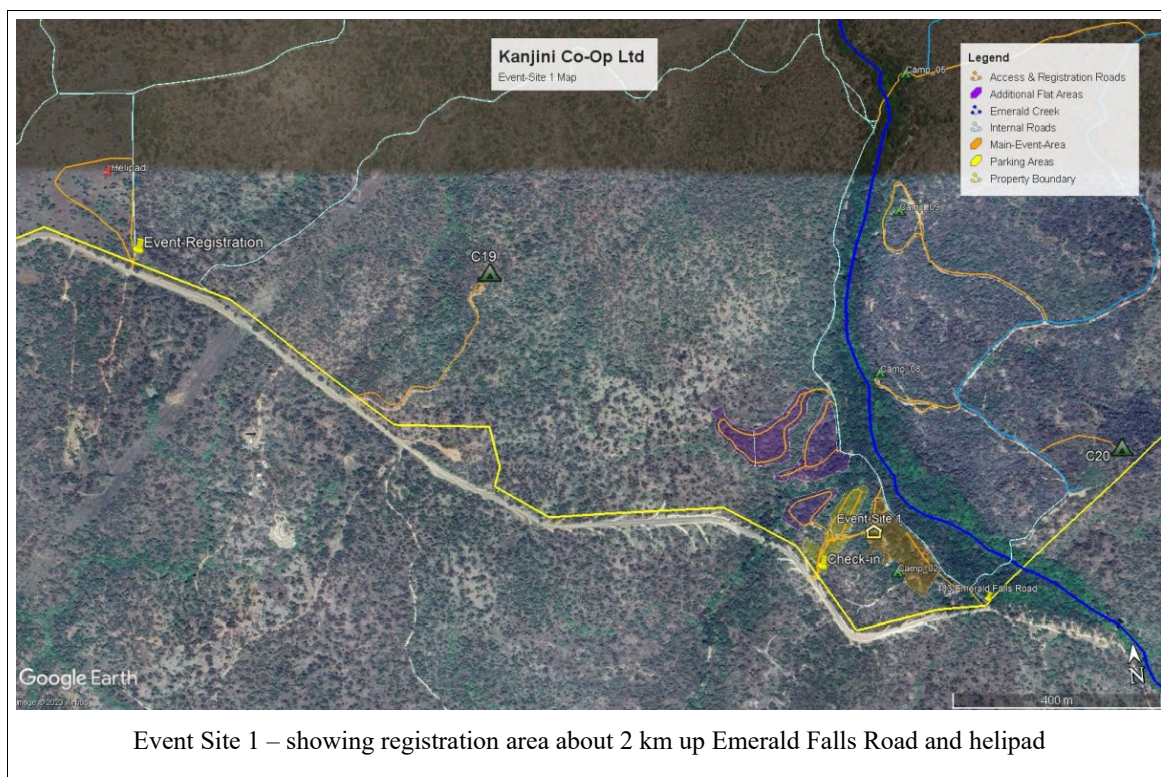 Kanjini Co-Op Ltd
Event-Site 1 Map
Legend
Access & Registration Roads
Additional Flat Areas
Emerald Creek
Internal Roads
Main-Event-Area
Parking Areas
Property Boundary
Camp_05
Helipad
Camp_09
Event-Registration
C19
Camp_08
C20
Event-Site 1
Check-in
Camp_02
Emerald Falls Road
Google Earth
N
400 m
Event Site 1 – showing registration area about 2 km up Emerald Falls Road and helipad